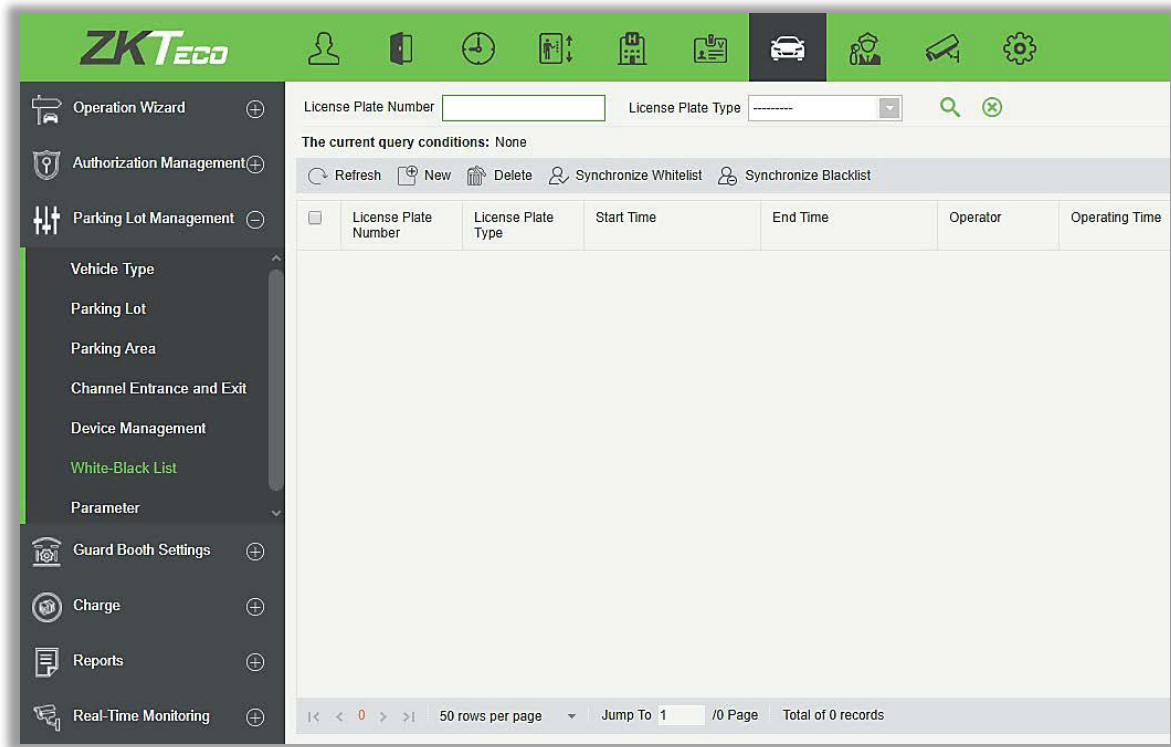 ZKTECO
Operation Wizard
Authorization Management
Parking Lot Management
Vehicle Type
Parking Lot
Parking Area
Channel Entrance and Exit
Device Management
White-Black List
Parameter
Guard Booth Settings
Charge
Reports
Real-Time Monitoring
License Plate Number License Plate Type ---------
The current query conditions: None
Refresh New Delete Synchronize Whitelist Synchronize Blacklist
License Plate Number License Plate Type Start Time End Time Operator Operating Time
|< < 0 > >| 50 rows per page Jump To 1 /0 Page Total of 0 records